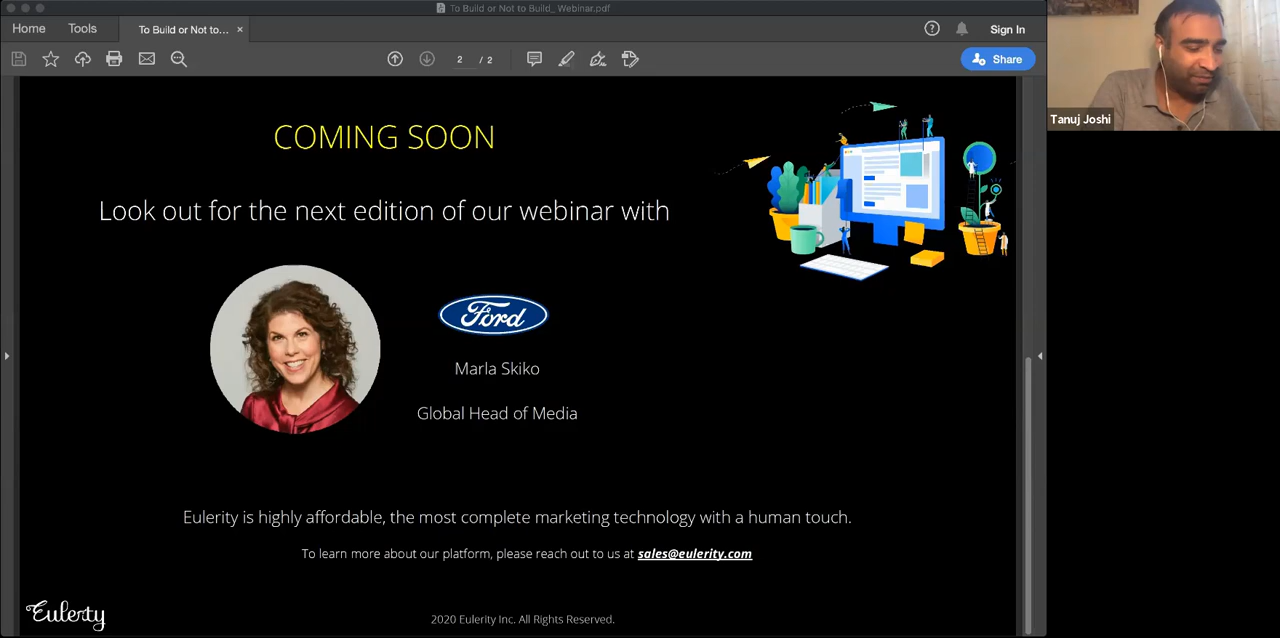 To Build or Not to Build_ Webinar.pdf
Home
Tools
To Build or Not to...
Sign In
2 / 2
Share
Tanuj Joshi
COMING SOON
Look out for the next edition of our webinar with
Ford
Marla Skiko
Global Head of Media
Eulerity is highly affordable, the most complete marketing technology with a human touch.
To learn more about our platform, please reach out to us at sales@eulerity.com
Eulerity
2020 Eulerity Inc. All Rights Reserved.